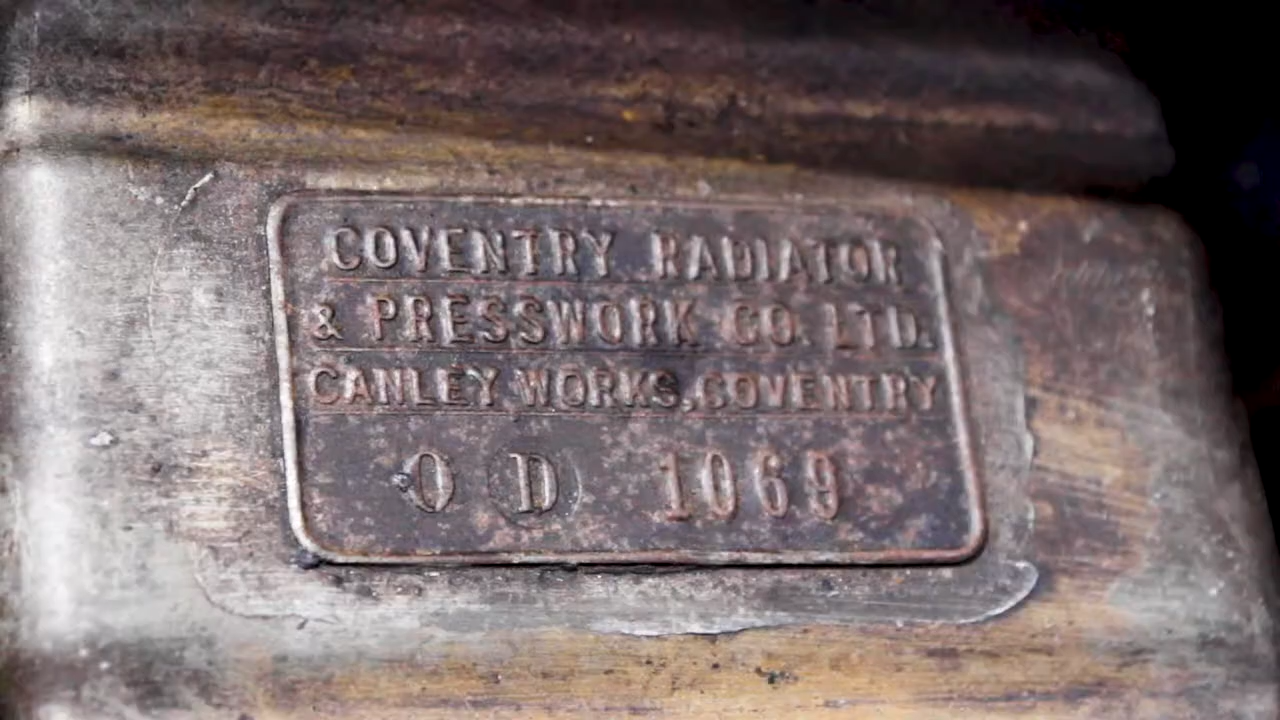 COVENTRY RADIATOR
& PRESSWORK CO. LTD.
CANLEY WORKS, COVENTRY
O D 1069